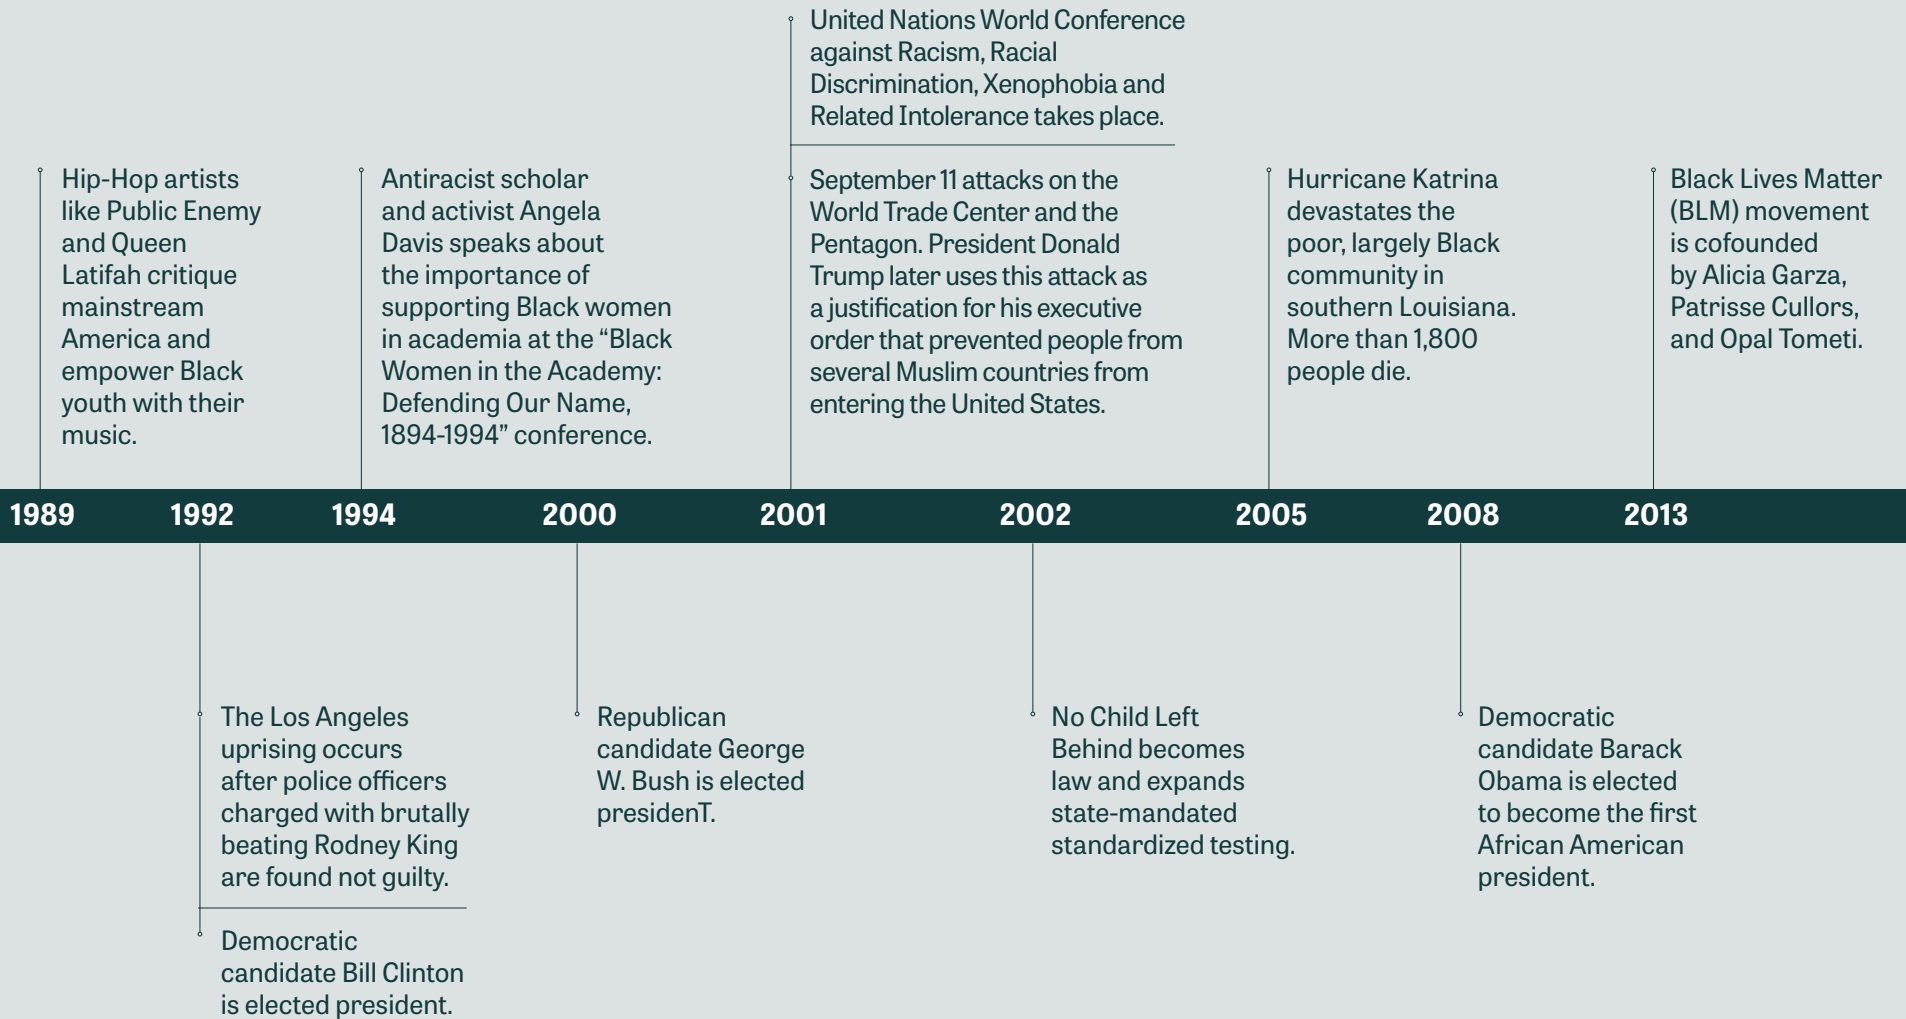 United Nations World Conference
against Racism, Racial
Discrimination, Xenophobia and
Related Intolerance takes place.
Hip-Hop artists
like Public Enemy
and Queen
Latifah critique
mainstream
America and
empower Black
youth with their
music.
Antiracist scholar
and activist Angela
Davis speaks about
the importance of
supporting Black women
in academia at the “Black
Women in the Academy:
Defending Our Name,
1894-1994” conference.
September 11 attacks on the
World Trade Center and the
Pentagon. President Donald
Trump later uses this attack as
a justification for his executive
order that prevented people from
several Muslim countries from
entering the United States.
Hurricane Katrina
devastates the
poor, largely Black
community in
southern Louisiana.
More than 1,800
people die.
Black Lives Matter
(BLM) movement
is cofounded
by Alicia Garza,
Patrisse Cullors,
and Opal Tometi.
1989 1992 1994 2000 2001 2002 2005 2008 2013
The Los Angeles
uprising occurs
after police officers
charged with brutally
beating Rodney King
are found not guilty.
Democratic
candidate Bill Clinton
is elected president.
Republican
candidate George
W. Bush is elected
presidenT.
No Child Left
Behind becomes
law and expands
state-mandated
standardized testing.
Democratic
candidate Barack
Obama is elected
to become the first
African American
president.